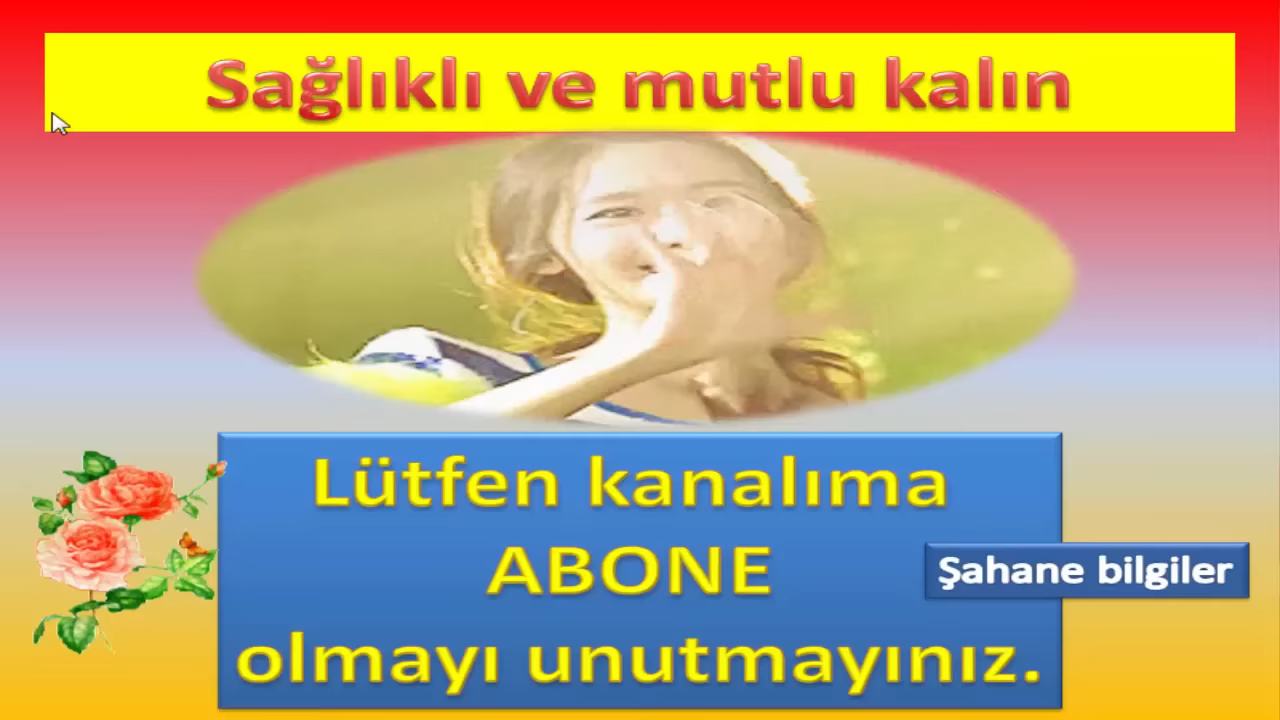 Sağlıklı ve mutlu kalın
Lütfen kanalıma
ABONE
olmayı unutmayınız.
Şahane bilgiler